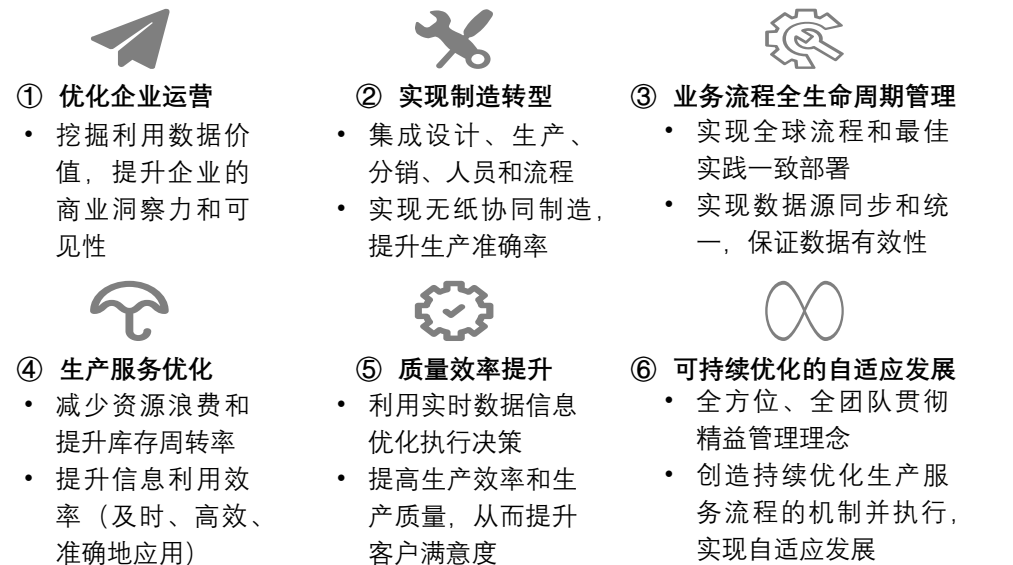 ① 优化企业运营
• 挖掘利用数据价
值，提升企业的
商业洞察力和可
见性
② 实现制造转型
• 集成设计、生产、
分销、人员和流程
• 实现无纸协同制造，
提升生产准确率
③ 业务流程全生命周期管理
• 实现全球流程和最佳
实践一致部署
• 实现数据源同步和统
一，保证数据有效性
④ 生产服务优化
• 减少资源浪费和
提升库存周转率
• 提升信息利用效
率（及时、高效、
准确地应用）
⑤ 质量效率提升
• 利用实时数据信息
优化执行决策
• 提高生产效率和生
产质量，从而提升
客户满意度
⑥ 可持续优化的自适应发展
• 全方位、全团队贯彻
精益管理理念
• 创造持续优化生产服
务流程的机制并执行，
实现自适应发展